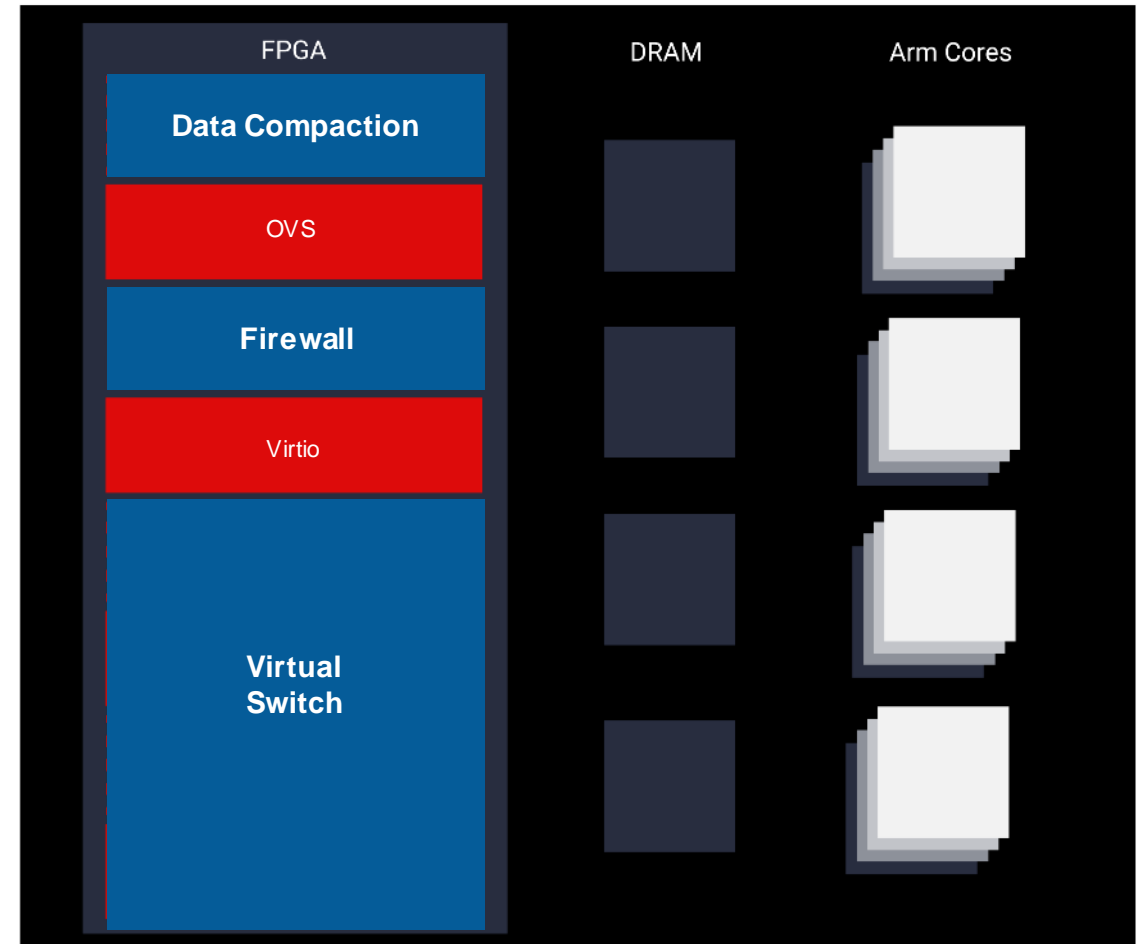 FPGA
DRAM
Arm Cores
Data Compaction
OVS
Firewall
Virtio
Virtual
Switch